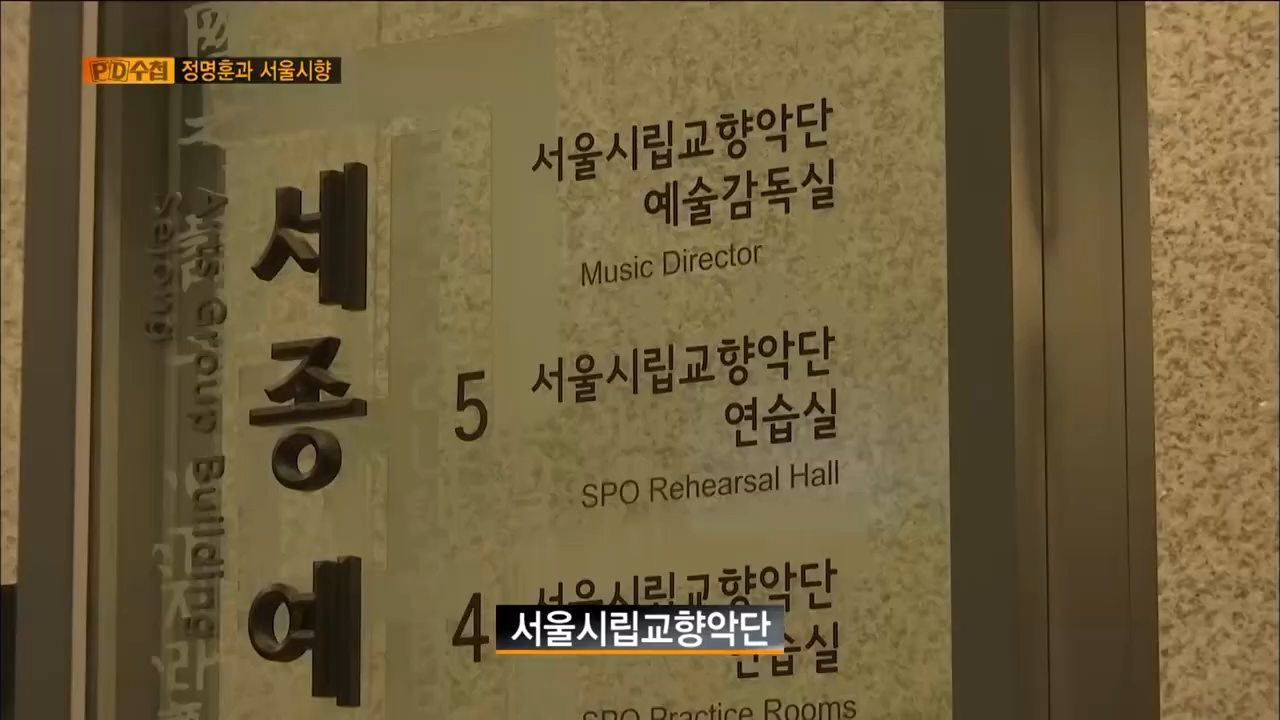 PD수첩 정명훈과 서울시향
서울시립교향악단
예술감독실
Music Director
5 서울시립교향악단
연습실
SPO Rehearsal Hall
4 서울시립교향악단
연습실
SPO Practice Rooms
세종예
Sejong
Arts Group Building
서울시립교향악단